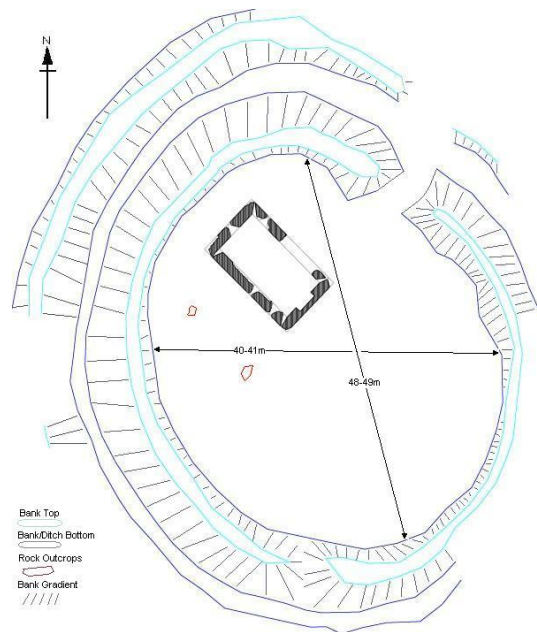 N
40-41m
48-49m
Bank Top
Bank/Ditch Bottom
Rock Outcrops
Bank Gradient